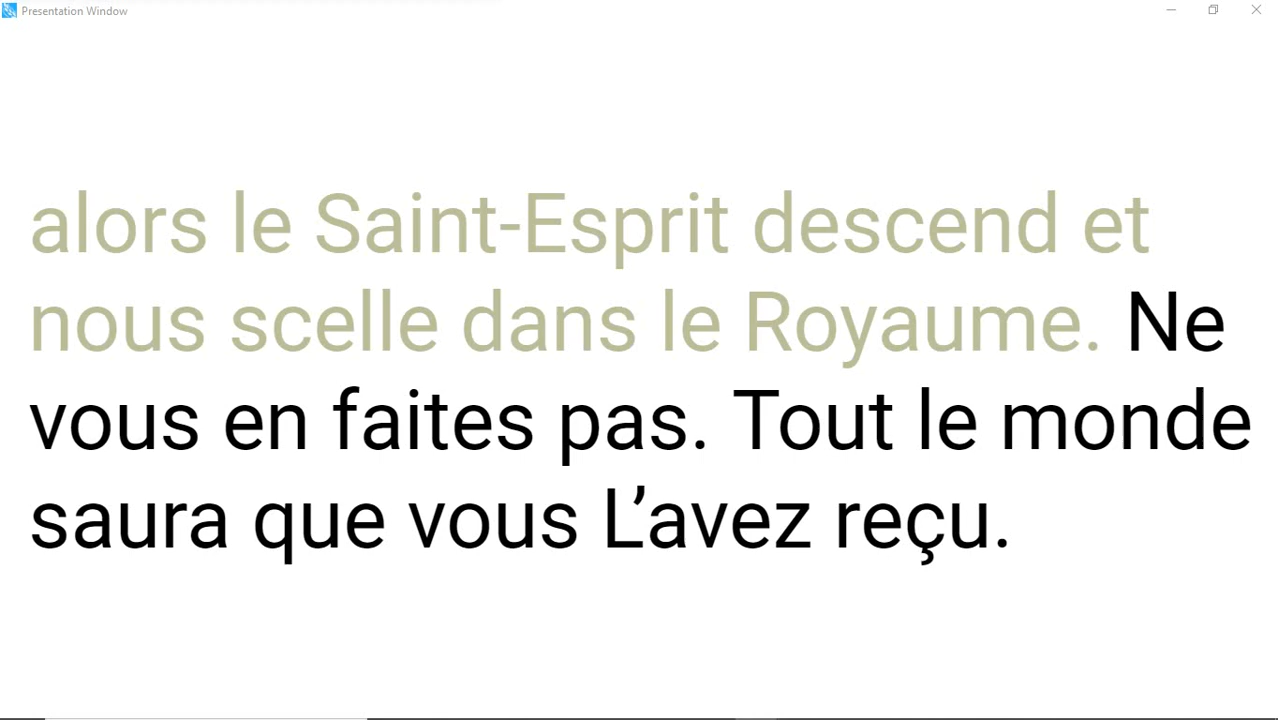 Presentation Window
alors le Saint-Esprit descend et
nous scelle dans le Royaume. Ne
vous en faites pas. Tout le monde
saura que vous L’avez reçu.